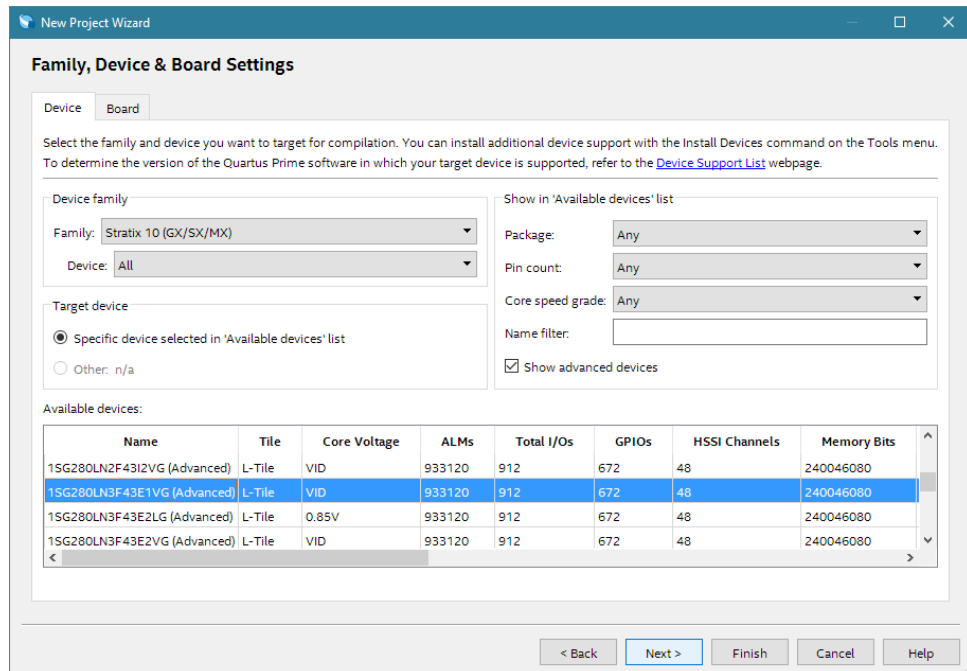 New Project Wizard
Family, Device & Board Settings
Device Board
Select the family and device you want to target for compilation. You can install additional device support with the Install Devices command on the Tools menu.
To determine the version of the Quartus Prime software in which your target device is supported, refer to the Device Support List webpage.
Device family
Family: Stratix 10 (GX/SX/MX)
Device: All
Target device
Specific device selected in 'Available devices' list
Other: n/a
Show in 'Available devices' list
Package: Any
Pin count: Any
Core speed grade: Any
Name filter:
Show advanced devices
Available devices:
Name Tile Core Voltage ALMs Total I/Os GPIOs HSSI Channels Memory Bits
1SG280LN2F43I2VG (Advanced) L-Tile VID 933120 912 672 48 240046080
1SG280LN3F43E1VG (Advanced) L-Tile VID 933120 912 672 48 240046080
1SG280LN3F43E2LG (Advanced) L-Tile 0.85V 933120 912 672 48 240046080
1SG280LN3F43E2VG (Advanced) L-Tile VID 933120 912 672 48 240046080
< Back Next > Finish Cancel Help